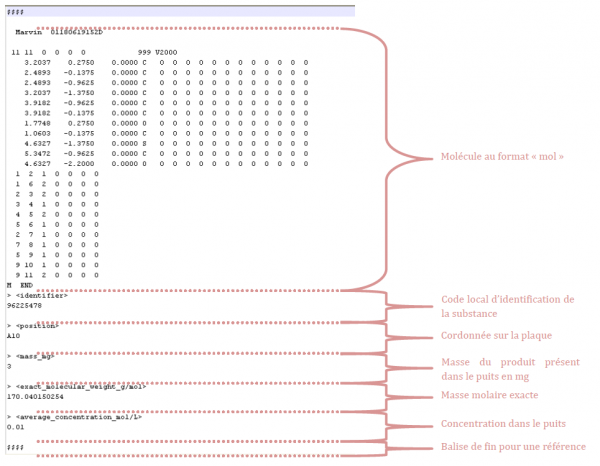 $$$$
Marvin 01180619152D
11 11 0 0 0 0 999 V2000
3.2037 0.2750 0.0000 C 0 0 0 0 0 0 0 0 0 0 0 0
2.4893 -0.1375 0.0000 C 0 0 0 0 0 0 0 0 0 0 0 0
2.4893 -0.9625 0.0000 C 0 0 0 0 0 0 0 0 0 0 0 0
3.2037 -1.3750 0.0000 C 0 0 0 0 0 0 0 0 0 0 0 0
3.9182 -0.9625 0.0000 C 0 0 0 0 0 0 0 0 0 0 0 0
3.9182 -0.1375 0.0000 C 0 0 0 0 0 0 0 0 0 0 0 0
1.7748 0.2750 0.0000 C 0 0 0 0 0 0 0 0 0 0 0 0
1.0603 -0.1375 0.0000 0 0 0 0 0 0 0 0 0 0 0 0
4.6327 -1.3750 0.0000 S 0 0 0 0 0 0 0 0 0 0 0 0
5.3472 -0.9625 0.0000 C 0 0 0 0 0 0 0 0 0 0 0 0
4.6327 -2.2000 0.0000 0 0 0 0 0 0 0 0 0 0 0 0
1 2 1 0 0 0 0
1 6 2 0 0 0 0
2 3 2 0 0 0 0
3 4 1 0 0 0 0
4 5 2 0 0 0 0
5 6 1 0 0 0 0
2 7 1 0 0 0 0
7 8 1 0 0 0 0
5 9 1 0 0 0 0
9 10 1 0 0 0 0
9 11 2 0 0 0 0
M END
Molécule au format « mol »
> <identifier>
96225478
Code local d'identification de
la substance
> <position>
A10
Cordonnée sur la plaque
> <mass_mg>
3
Masse du produit présent
dans le puits en mg
> <exact_molecular_weight_g/mol>
170.040150254
Masse molaire exacte
> <average_concentration_mol/L>
0.01
Concentration dans le puits
$$$$
Balise de fin pour une référence